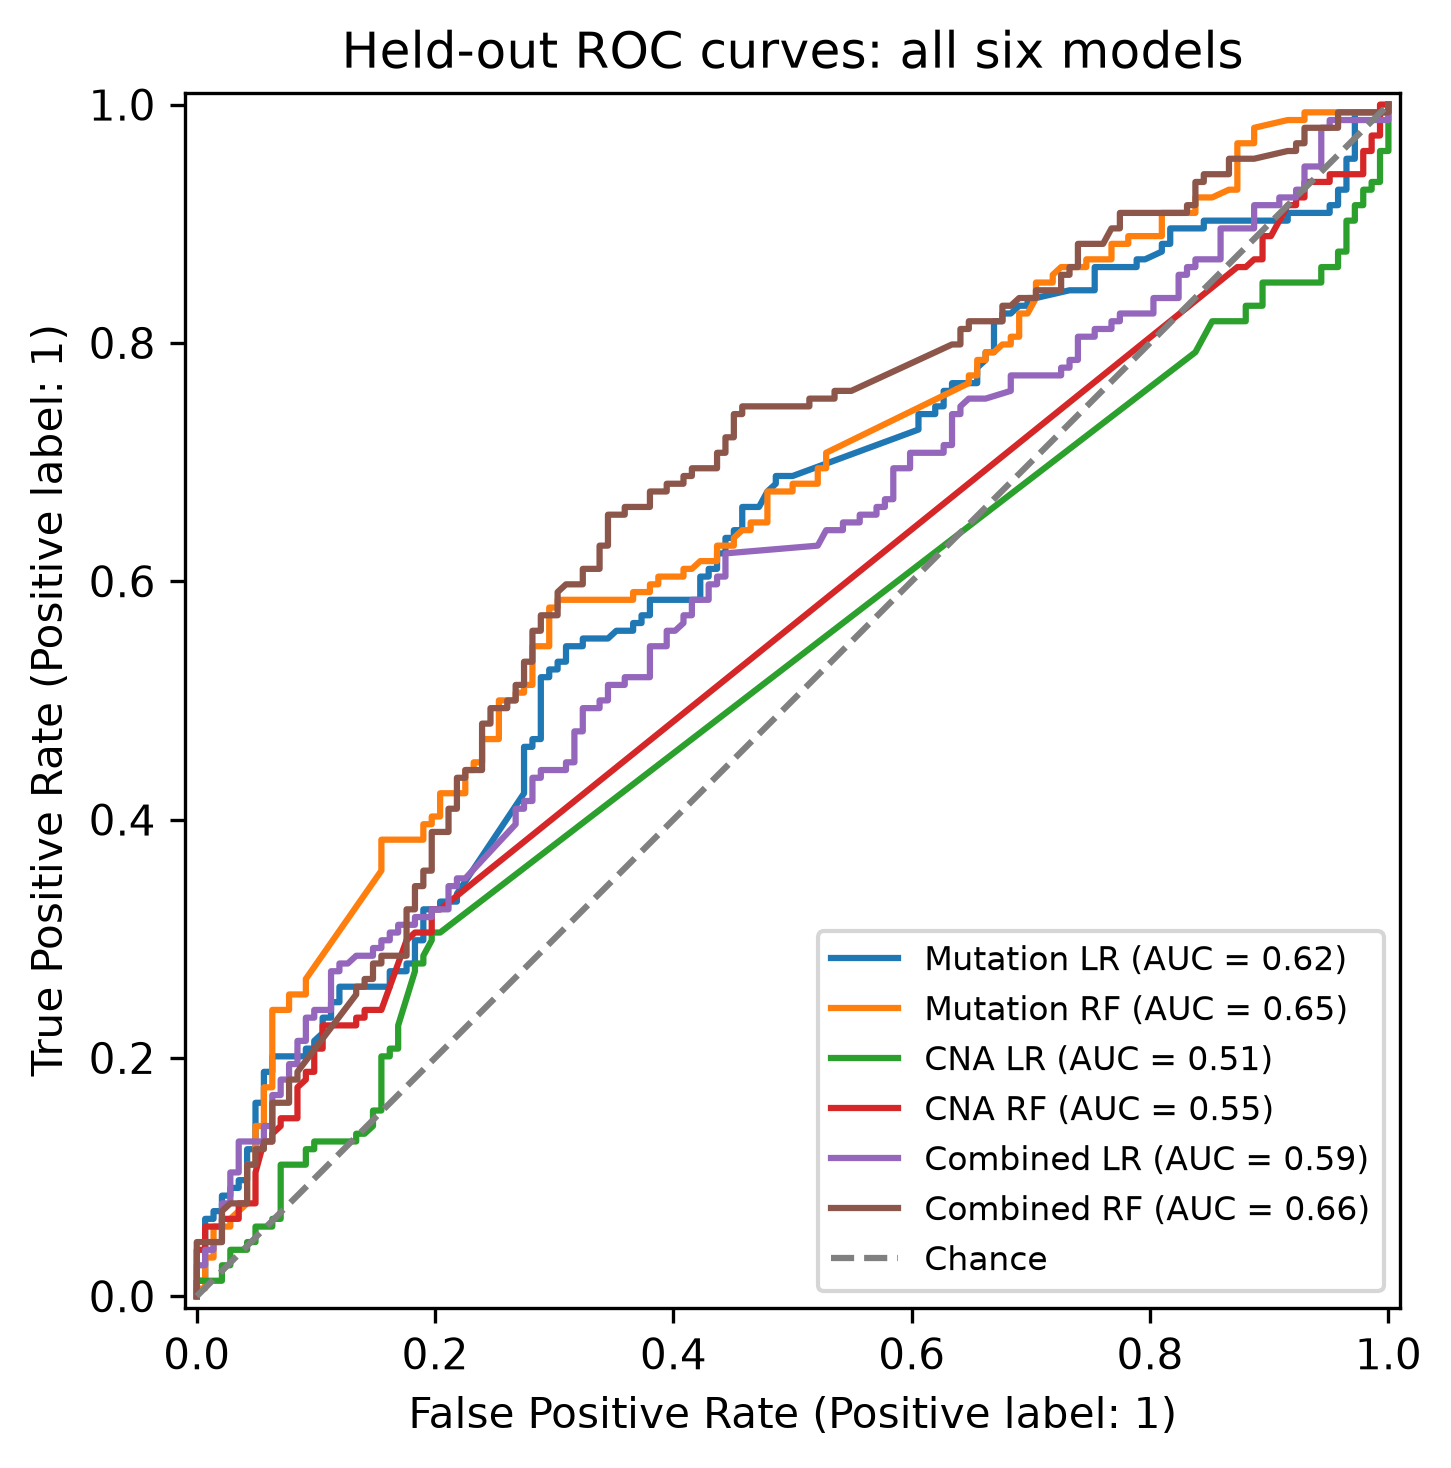 Held-out ROC curves: all six models
True Positive Rate (Positive label: 1)
1.0
0.8
0.6
0.4
0.2
0.0
Mutation LR (AUC = 0.62)
Mutation RF (AUC = 0.65)
CNA LR (AUC = 0.51)
CNA RF (AUC = 0.55)
Combined LR (AUC = 0.59)
Combined RF (AUC = 0.66)
Chance
0.0 0.2 0.4 0.6 0.8 1.0
False Positive Rate (Positive label: 1)